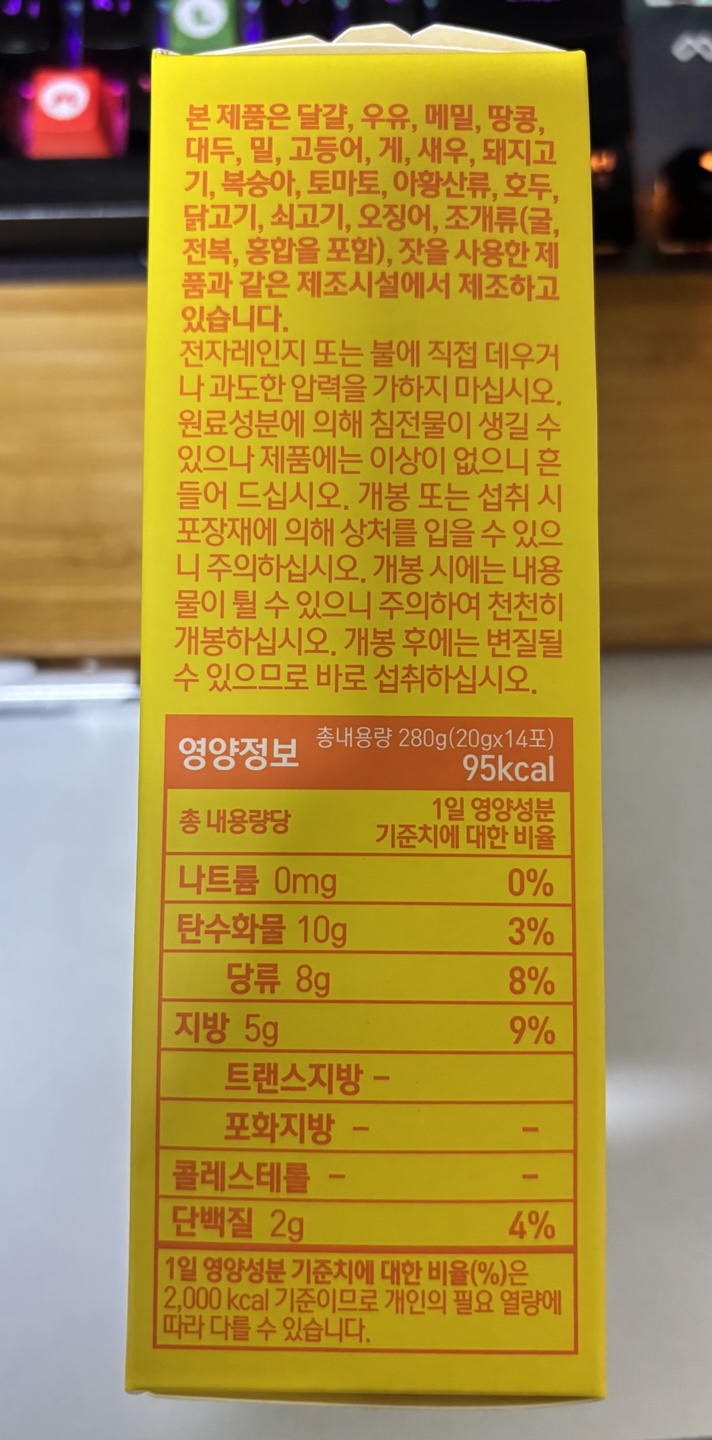 본 제품은 달걀, 우유, 메밀, 땅콩,
대두, 밀, 고등어, 게, 새우, 돼지고
기, 복숭아, 토마토, 아황산류, 호두,
닭고기, 쇠고기, 오징어, 조개류(굴,
전복, 홍합을 포함), 잣을 사용한 제
품과 같은 제조시설에서 제조하고
있습니다.
전자레인지 또는 불에 직접 데우거
나 과도한 압력을 가하지 마십시오.
원료성분에 의해 침전물이 생길 수
있으나 제품에는 이상이 없으니 흔
들어 드십시오. 개봉 또는 섭취 시
포장재에 의해 상처를 입을 수 있으
니 주의하십시오. 개봉 시에는 내용
물이 튈 수 있으니 주의하여 천천히
개봉하십시오. 개봉 후에는 변질될
수 있으므로 바로 섭취하십시오.
영양정보 총내용량 280g(20gx14포)
95kcal
총 내용량당 1일 영양성분
기준치에 대한 비율
나트륨 0mg 0%
탄수화물 10g 3%
당류 8g 8%
지방 5g 9%
트랜스지방 –
포화지방 – –
콜레스테롤 – –
단백질 2g 4%
1일 영양성분 기준치에 대한 비율(%)은
2,000 kcal 기준이므로 개인의 필요 열량에
따라 다를 수 있습니다.